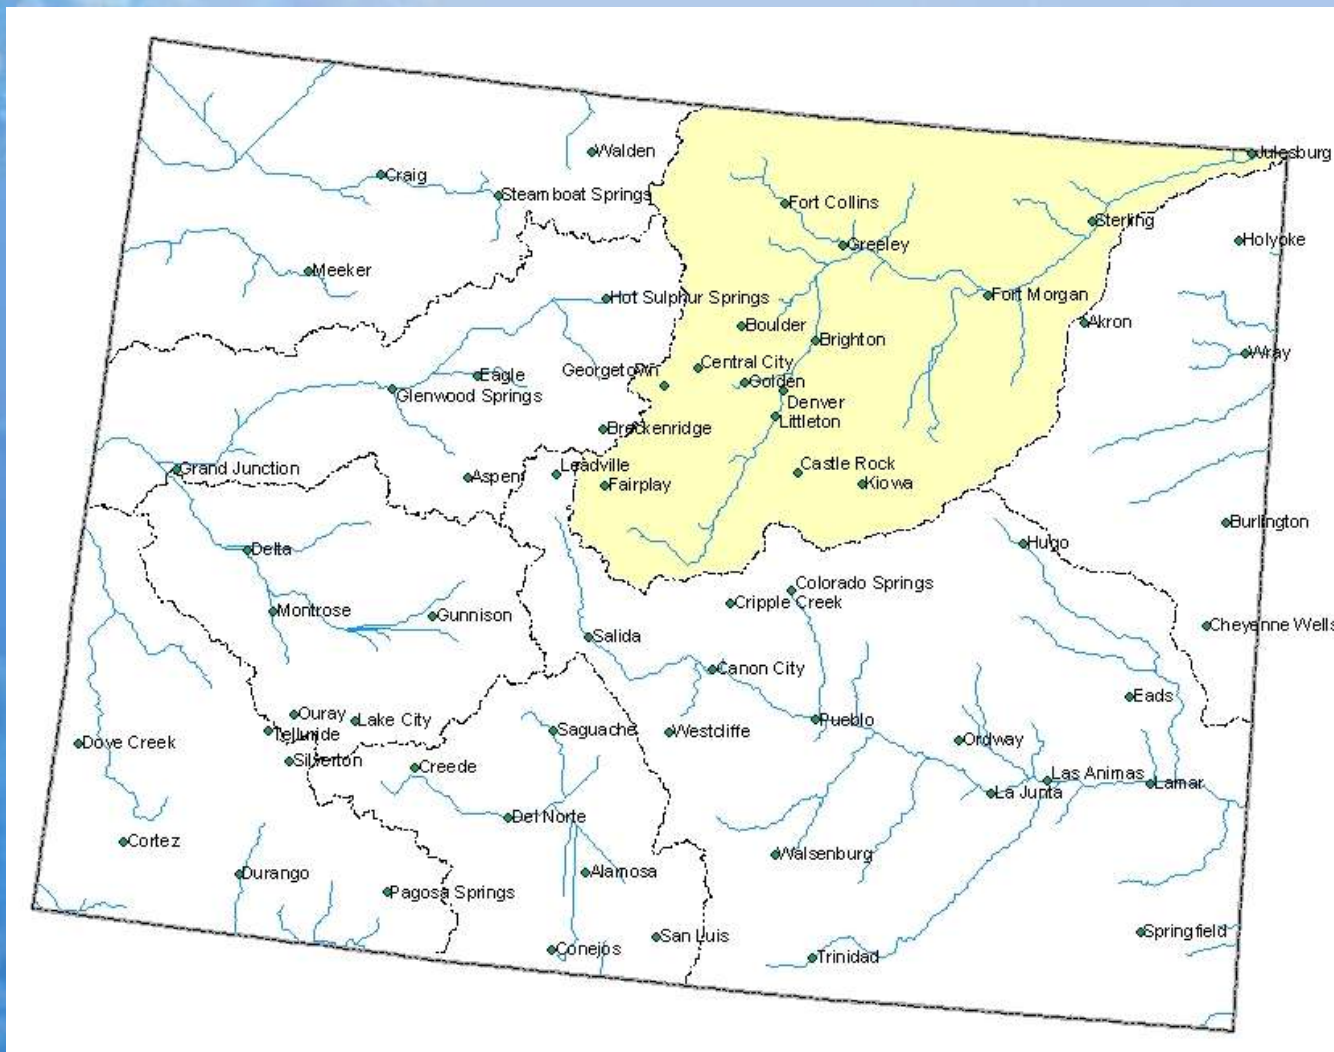 Julesburg
Walden
Craig
Steamboat Springs
Fort Collins
Sterling
Holyoke
Greeley
Meeker
Hot Sulphur Springs
Fort Morgan
Akron
Boulder
Brighton
Wray
Central City
Georgetown
Eagle
Golden
Glenwood Springs
Denver
Littleton
Breckenridge
Leadville
Grand Junction
Castle Rock
Aspen
Fairplay
Kiowa
Burlington
Hugo
Delta
Colorado Springs
Cripple Creek
Montrose
Gunnison
Cheyenne Wells
Salida
Canon City
Eads
Ouray
Lake City
Pueblo
Telluride
Saguache
Westcliffe
Dove Creek
Ordway
Silverton
Creede
Las Animas
Lamar
La Junta
Del Norte
Cortez
Walsenburg
Durango
Alamosa
Pagosa Springs
Springfield
San Luis
Conejos
Trinidad